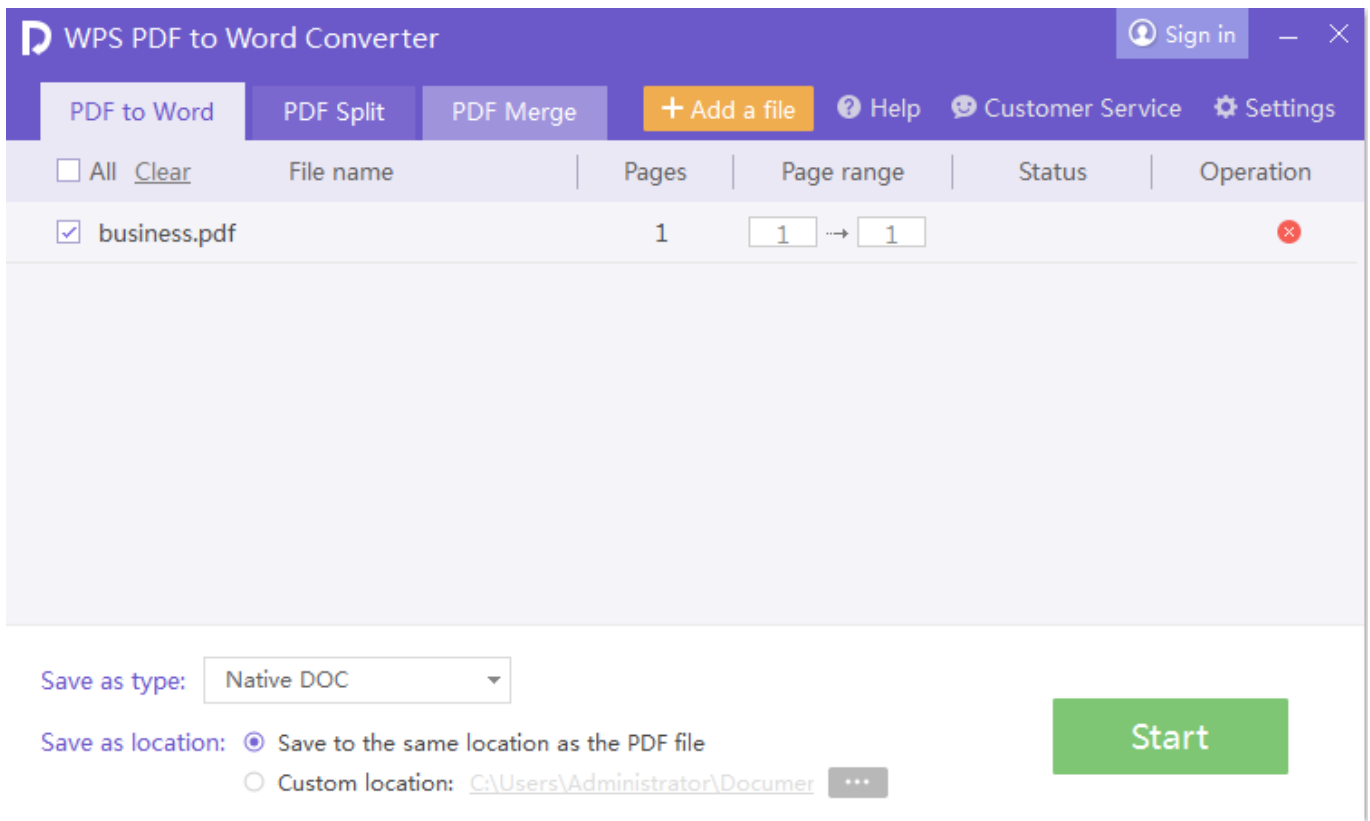 WPS PDF to Word Converter Sign in
PDF to Word PDF Split PDF Merge + Add a file Help Customer Service Settings
All Clear File name Pages Page range Status Operation
business.pdf 1 1 1
Save as type: Native DOC
Start
Save as location: Save to the same location as the PDF file
Custom location: C:\Users\Administrator\Documer ...